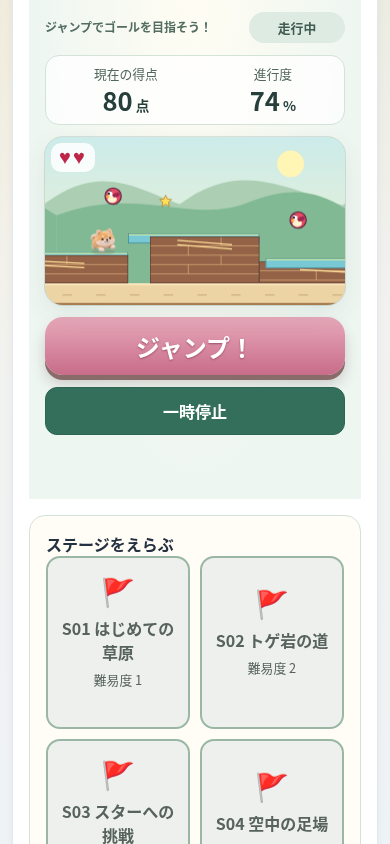 ジャンプでゴールを目指そう！
走行中
現在の得点
進行度
80点
74%
ジャンプ！
一時停止
ステージをえらぶ
S01 はじめての
草原
難易度 1
S02 トゲ岩の道
難易度 2
S03 スターへの
挑戦
S04 空中の足場